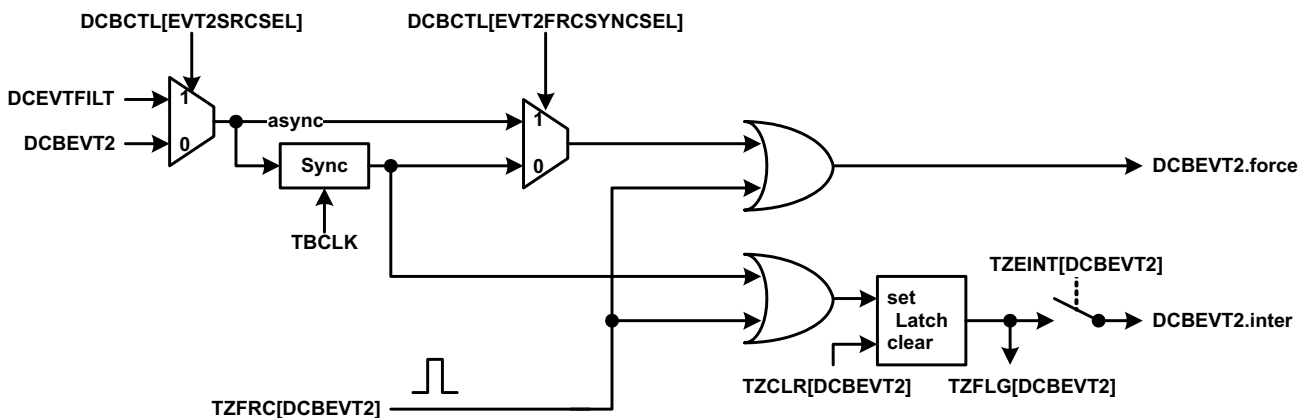 DCBCTL[EVT2SRCSEL]
DCBCTL[EVT2FRCSYNCSEL]
DCEVTFILT
1
async
1
DCBEVT2
0
Sync
0
DCBEVT2.force
TBCLK
TZEINT[DCBEVT2]
set
Latch
DCBEVT2.inter
clear
TZCLR[DCBEVT2]
TZFLG[DCBEVT2]
TZFRC[DCBEVT2]